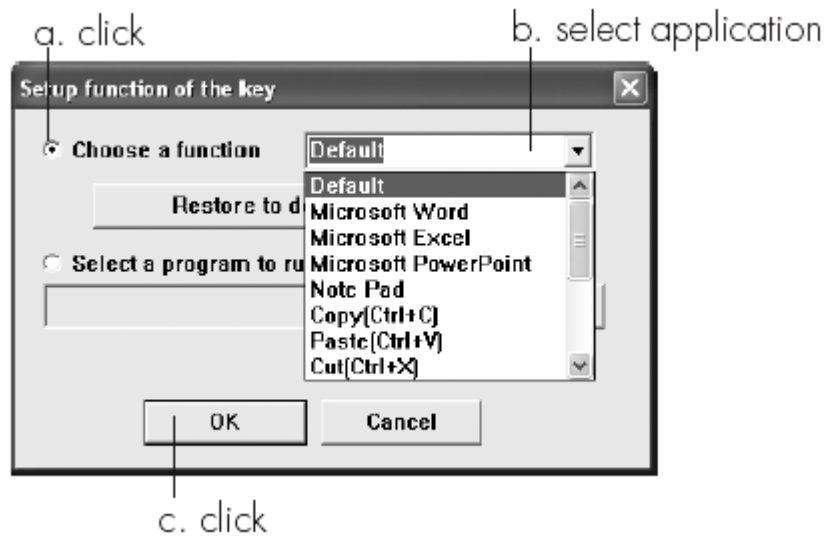 a. click
b. select application
Setup function of the key
Choose a function
Default
Default
Restore to d
Microsoft Word
Microsoft Excel
Select a program to ru
Microsoft PowerPoint
Note Pad
Copy(Ctrl+C)
Paste(Ctrl+V)
Cut(Ctrl+X)
OK
Cancel
c. click